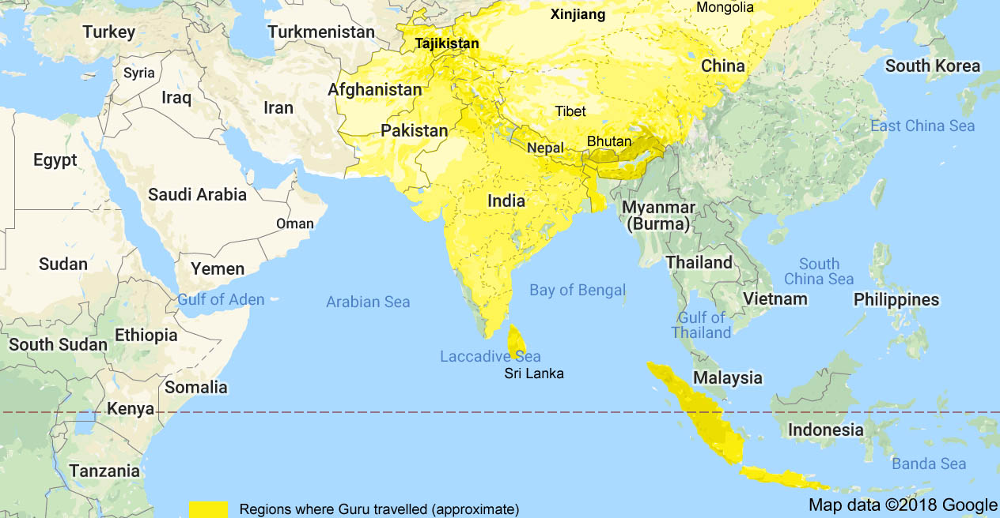 Xinjiang
Mongolia
Turkey
Turkmenistan
Tajikistan
China
South Korea
Syria
Afghanistan
Iraq
Iran
Tibet
Pakistan
East China Sea
Nepal
Bhutan
Egypt
Saudi Arabia
India
Oman
Myanmar
(Burma)
Sudan
Yemen
Thailand
South
China Sea
Gulf of Aden
Arabian Sea
Bay of Bengal
Vietnam
Philippines
Gulf of
Thailand
Ethiopia
South Sudan
Laccadive Sea
Sri Lanka
Malaysia
Somalia
Kenya
Indonesia
Tanzania
Banda Sea
Regions where Guru travelled (approximate)
Map data ©2018 Google